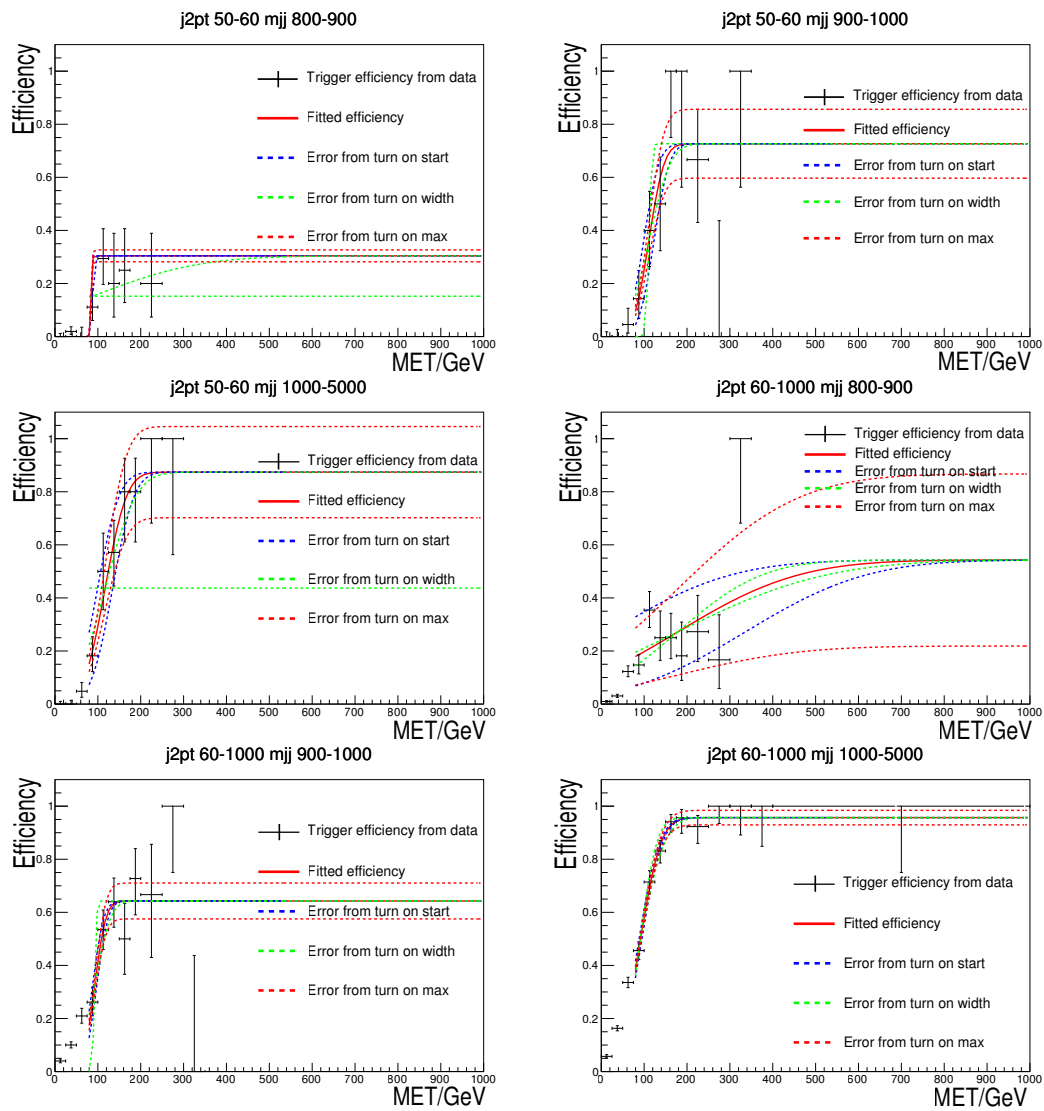 j2pt 50-60 mjj 800-900
Efficiency
1
0.8
0.6
0.4
0.2
0
Trigger efficiency from data
Fitted efficiency
Error from turn on start
Error from turn on width
Error from turn on max
0 100 200 300 400 500 600 700 800 900 1000
MET/GeV
j2pt 50-60 mjj 900-1000
Efficiency
1
0.8
0.6
0.4
0.2
0
Trigger efficiency from data
Fitted efficiency
Error from turn on start
Error from turn on width
Error from turn on max
0 100 200 300 400 500 600 700 800 900 1000
MET/GeV
j2pt 50-60 mjj 1000-5000
Efficiency
1
0.8
0.6
0.4
0.2
0
Trigger efficiency from data
Fitted efficiency
Error from turn on start
Error from turn on width
Error from turn on max
0 100 200 300 400 500 600 700 800 900 1000
MET/GeV
j2pt 60-1000 mjj 800-900
Efficiency
1
0.8
0.6
0.4
0.2
0
Trigger efficiency from data
Fitted efficiency
Error from turn on start
Error from turn on width
Error from turn on max
0 100 200 300 400 500 600 700 800 900 1000
MET/GeV
j2pt 60-1000 mjj 900-1000
Efficiency
1
0.8
0.6
0.4
0.2
0
Trigger efficiency from data
Fitted efficiency
Error from turn on start
Error from turn on width
Error from turn on max
0 100 200 300 400 500 600 700 800 900 1000
MET/GeV
j2pt 60-1000 mjj 1000-5000
Efficiency
1
0.8
0.6
0.4
0.2
0
Trigger efficiency from data
Fitted efficiency
Error from turn on start
Error from turn on width
Error from turn on max
0 100 200 300 400 500 600 700 800 900 1000
MET/GeV